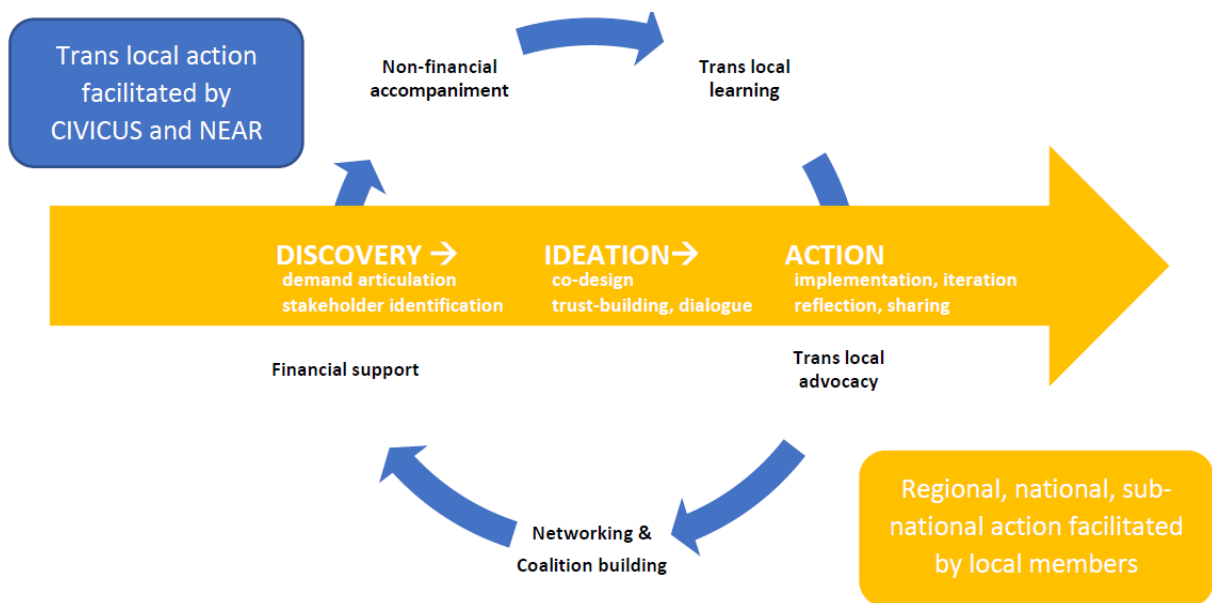 Trans local action
facilitated by
CIVICUS and NEAR
Non-financial
accompaniment
Trans local
learning
DISCOVERY →
demand articulation
stakeholder identification
IDEATION→
co-design
trust-building, dialogue
ACTION
implementation, iteration
reflection, sharing
Financial support
Trans local
advocacy
Networking &
Coalition building
Regional, national, sub-
national action facilitated
by local members